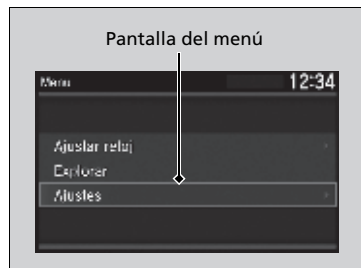 Pantalla del menú
Menu 12:34
Ajustar reloj
Explorar
Ajustes